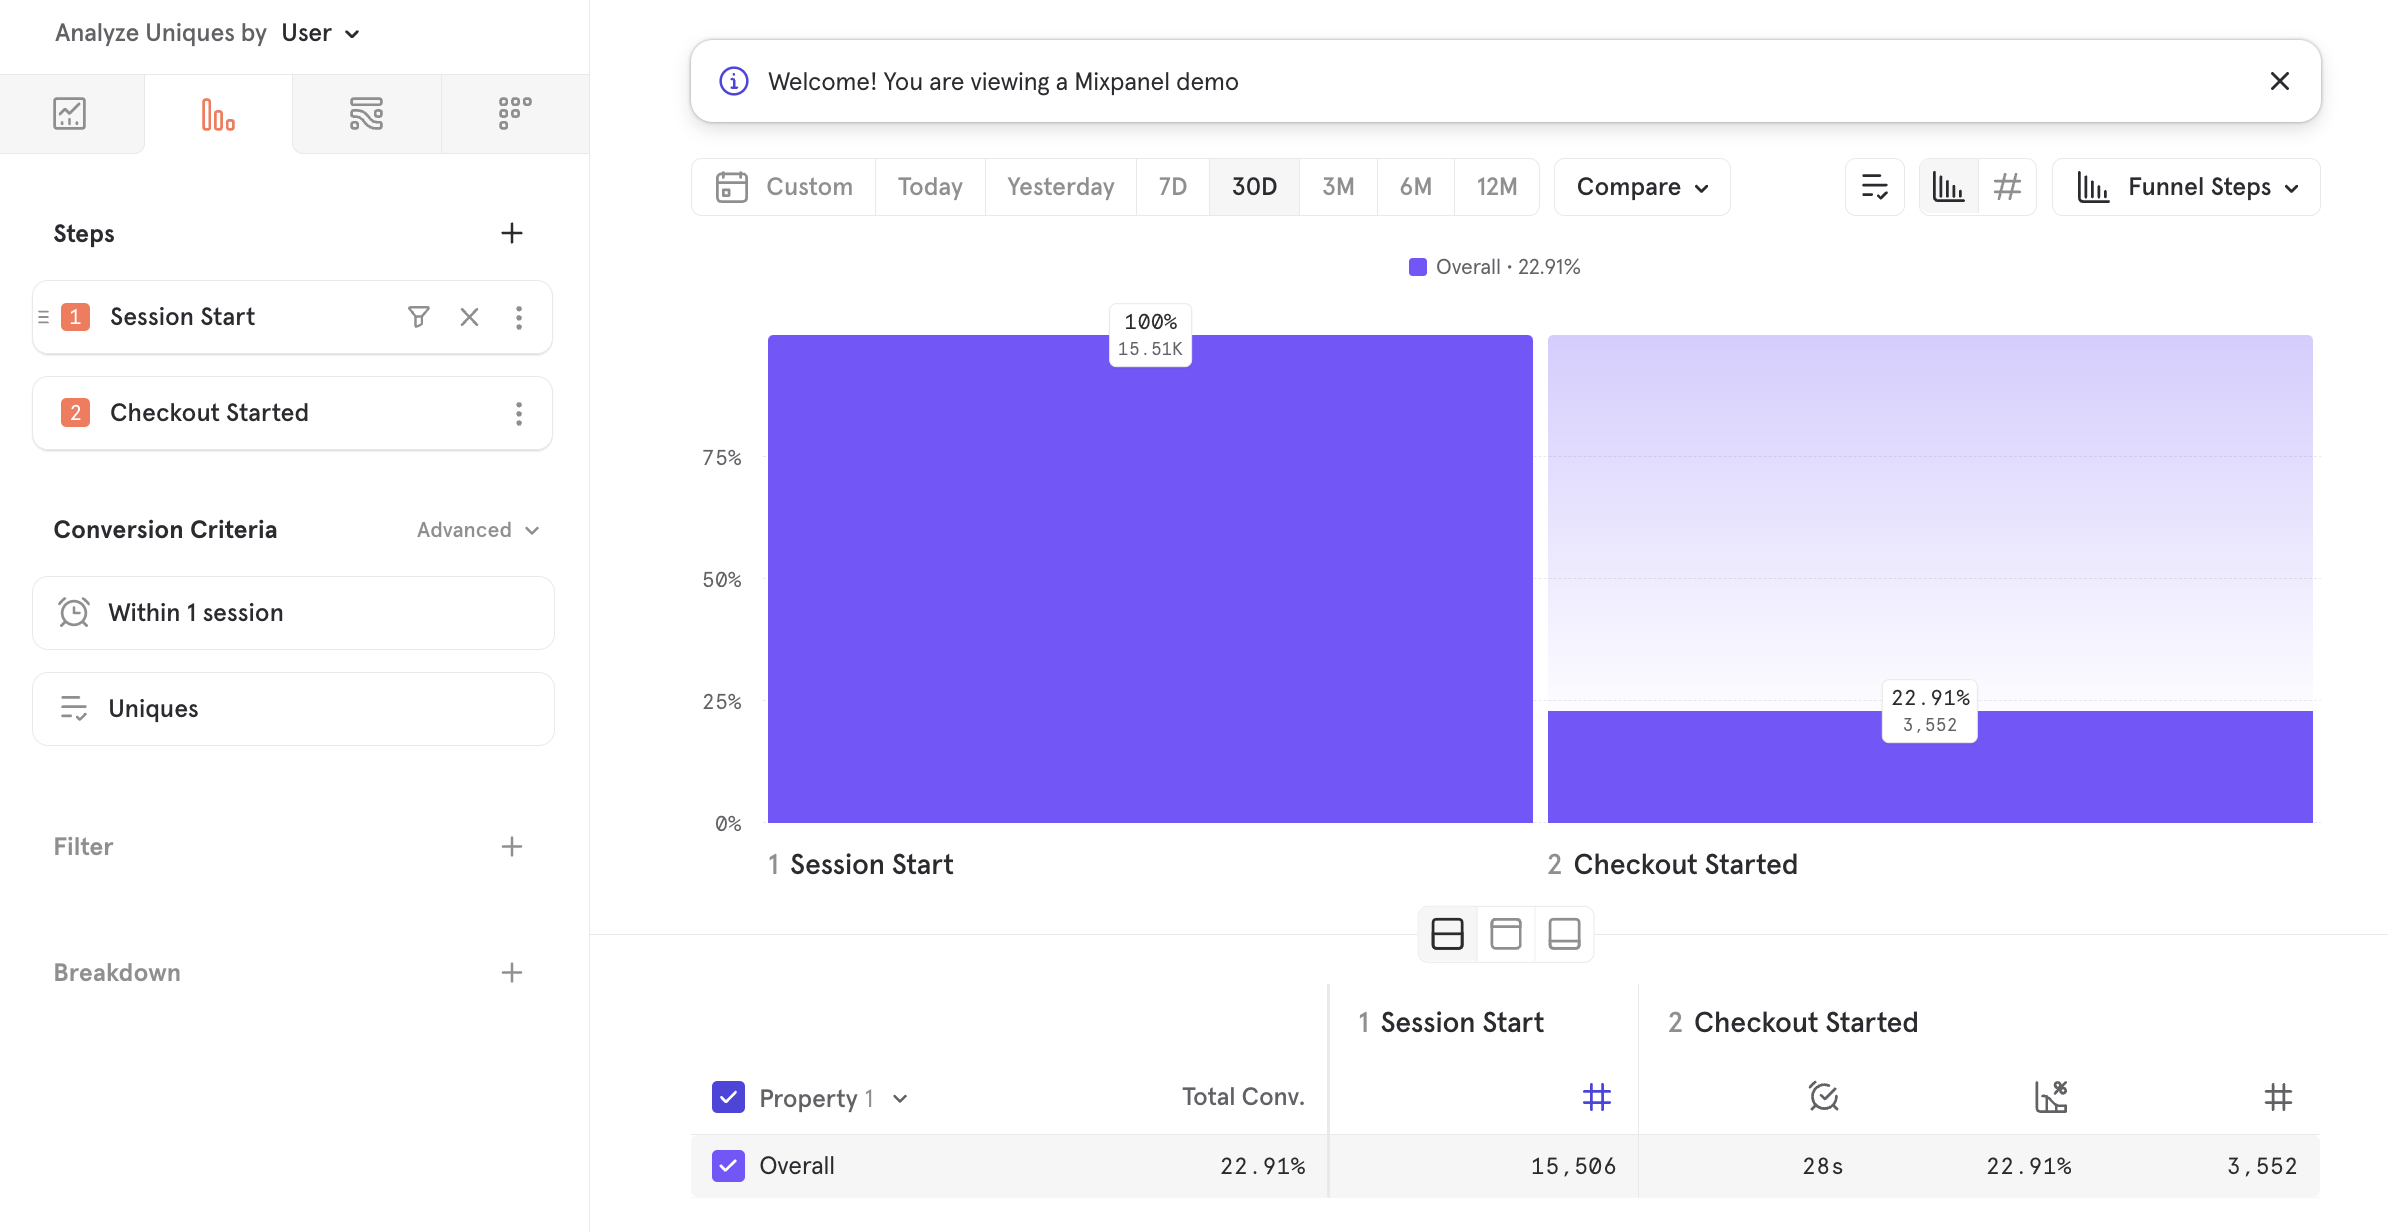 Analyze Uniques by User
Steps
1 Session Start
2 Checkout Started
Conversion Criteria Advanced
Within 1 session
Uniques
Filter
Breakdown
Welcome! You are viewing a Mixpanel demo
Custom Today Yesterday 7D 30D 3M 6M 12M Compare Funnel Steps
Overall · 22.91%
100%
15.51K
75%
50%
25%
0%
22.91%
3,552
1 Session Start
2 Checkout Started
1 Session Start 2 Checkout Started
Property 1 Total Conv.
Overall 22.91% 15,506 28s 22.91% 3,552